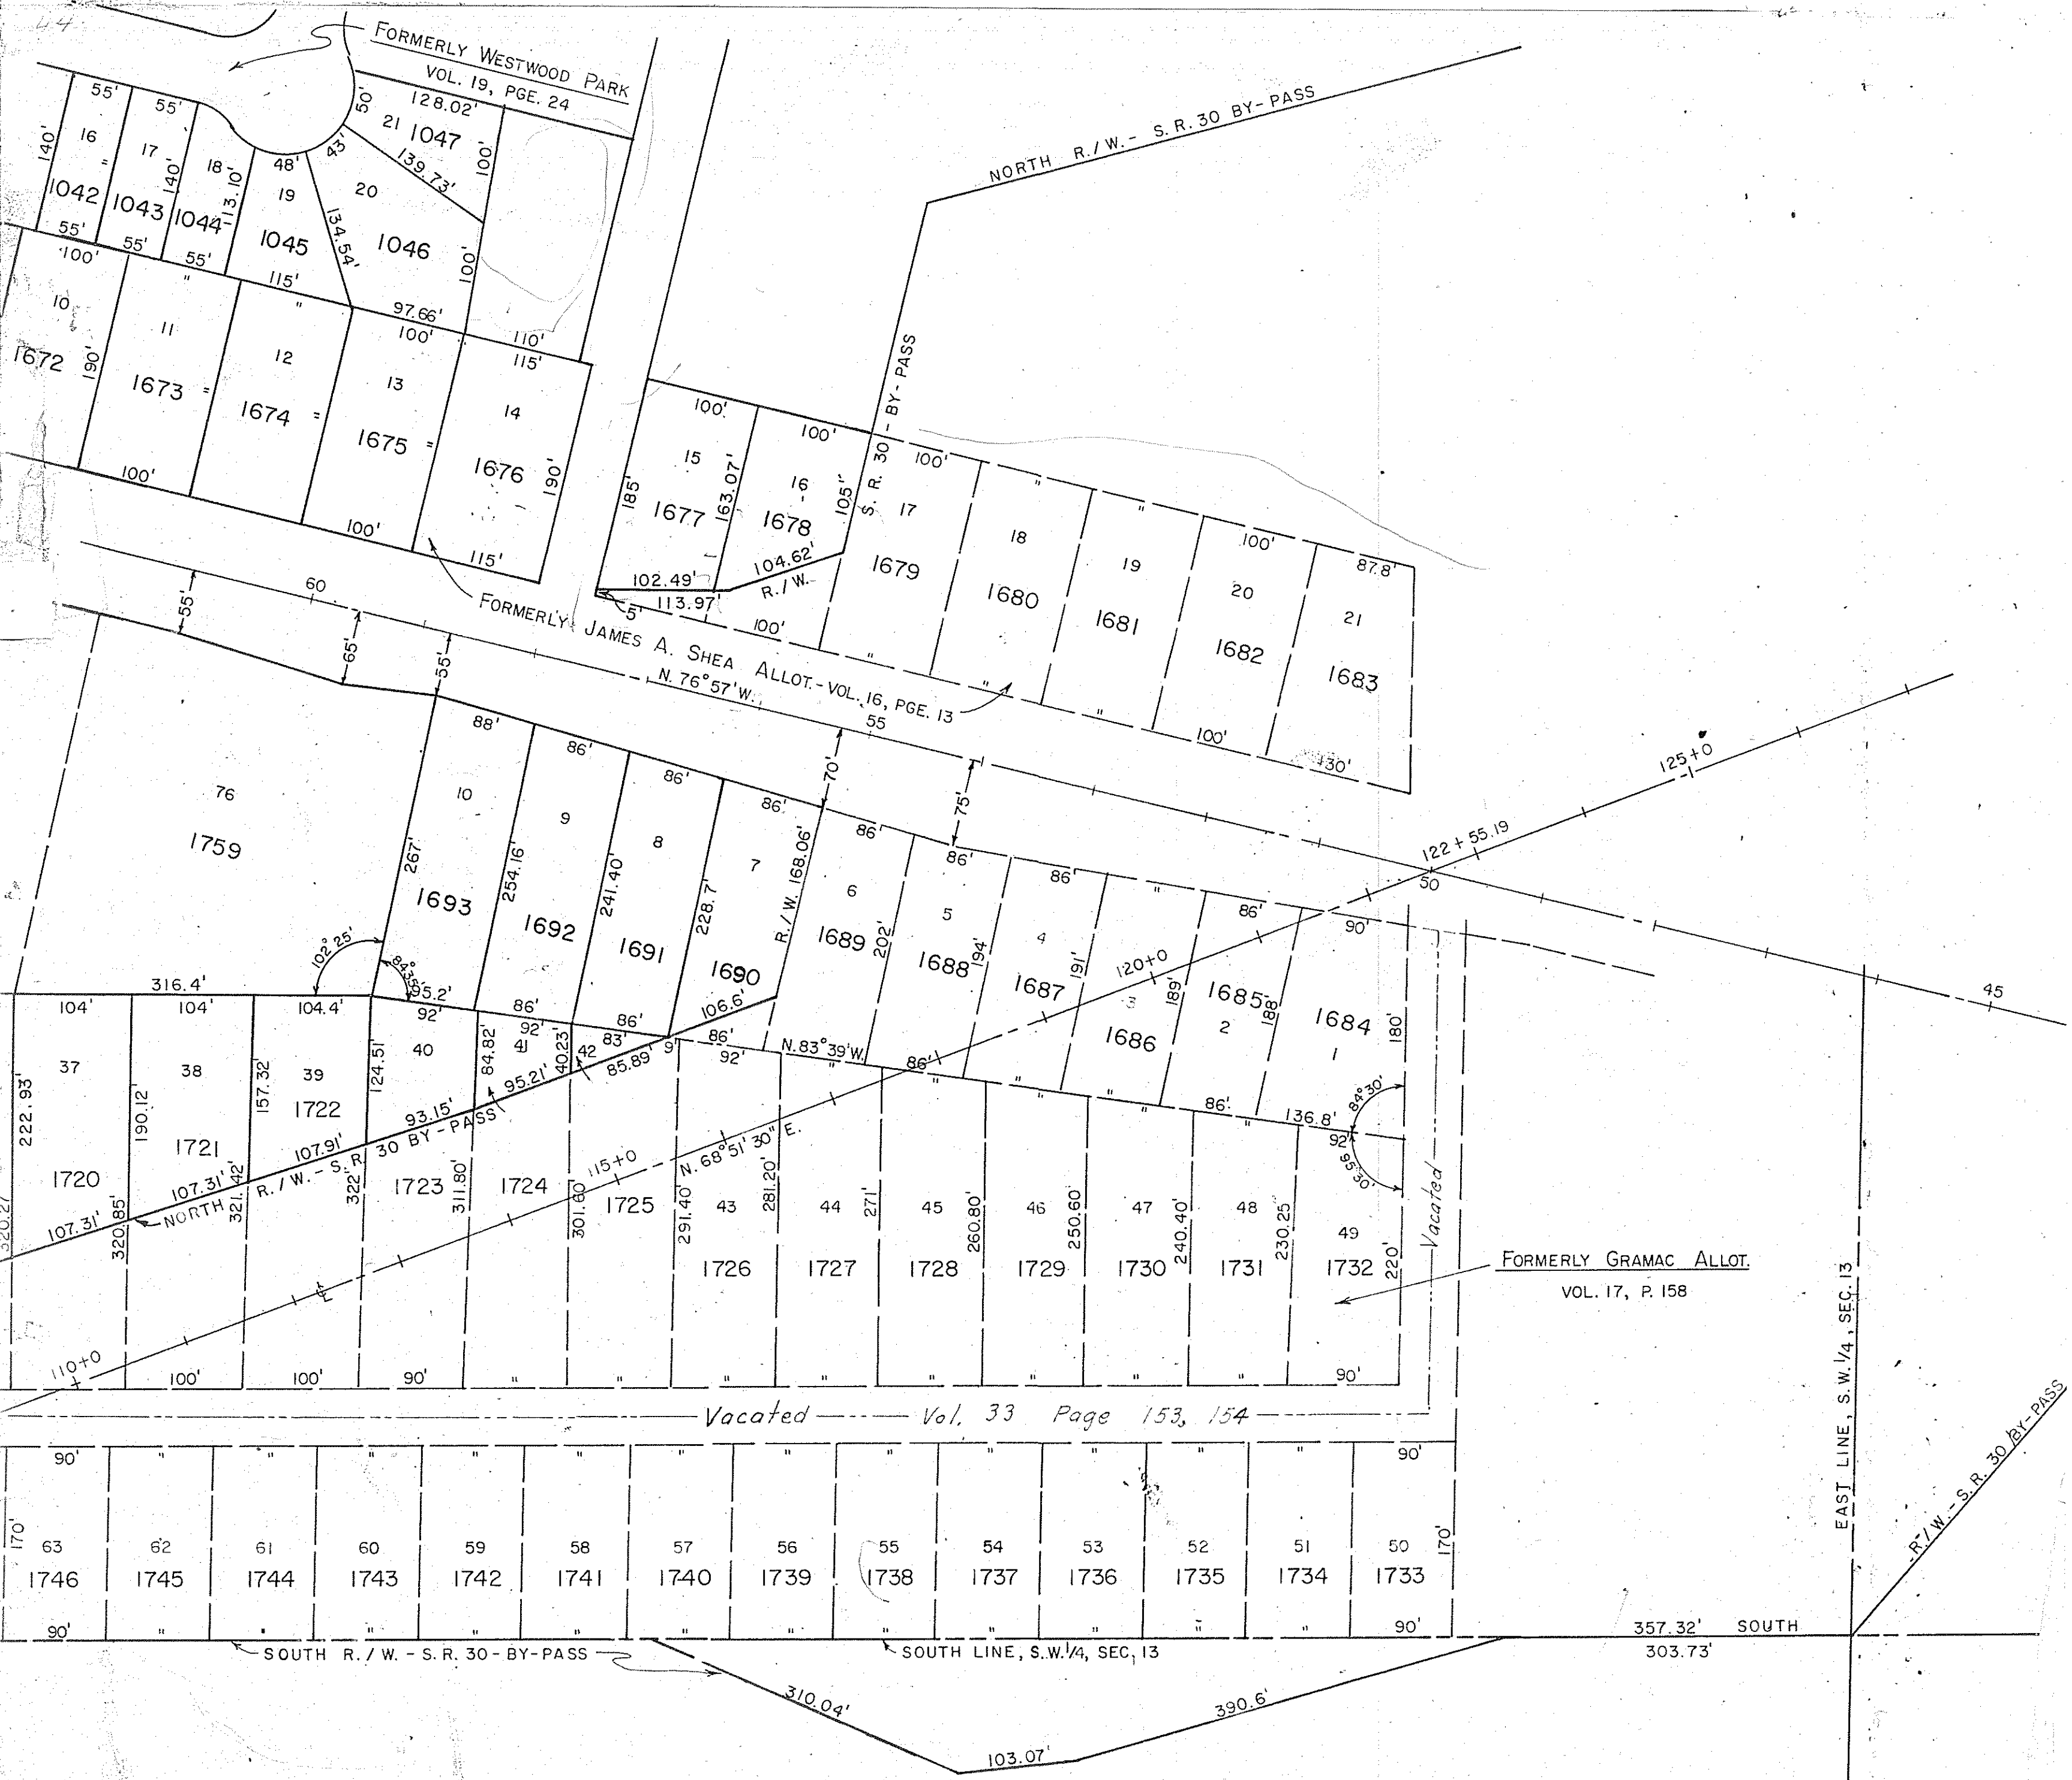 44
FORMERLY WESTWOOD PARK
VOL. 19, PGE. 24
NORTH R./W. - S.R. 30 BY-PASS
55' 55' 50' 128.02'
140' 16 17 140' 18 113.10' 48' 43' 21 1047 100'
139.73'
= 19 20 134.54'
1042 1043 1044 1045 1046 100'
55' 55' 55' 115' 97.66' 110'
100' " " 100' 115'
10 11 12 13 14
1672 190' 1673 = 1674 = 1675 = 1676 190'
100' 100' 115'
S. R. 30 - BY-PASS
100' 100' 100' " " 100' 87.8'
15 16 17 18 19 20 21
185' 163.07' 105"
1677 1678 1679 1680 1681 1682 1683
102.49' 104.62'
113.97' R./W.
5' 100' " " " 100' 130'
FORMERLY JAMES A. SHEA ALLOT. - VOL. 16, PGE. 13
N. 76°57' W.
60 55 50 45
55' 65' 55' 70' 75'
122 + 55.19
125+0
120+0
88' 86' 86' 86' 86' 86' 86' " 86' 90'
76 10 9 8 7 6 5 4 3 2 1
267' 254.16' 241.40' 228.7' R./W. 168.06' 202' 194' 191' 189' 188' 180'
1759 1693 1692 1691 1690 1689 1688 1687 1686 1685 1684
102°25' 84°35'
84°30'
95°30'
316.4' 95.2' 86' 86' 106.6' 86' N. 83°39' W. 86' " " 86' 136.8'
104' 104' 104.4' 92' 92' 83' 9' 92' " " " " " 92'
37 38 39 40 41 42
222.93' 190.12' 157.32' 124.51' 84.82' 40.23'
107.31' 107.31' 107.91' 93.15' 95.21' 85.89'
NORTH R./W. - S.R. 30 BY-PASS
1720 1721 1722 1723 1724 1725
320.27' 320.85' 321.42' 322' 311.80' 301.60' 291.40' 281.20' 271' 260.80' 250.60' 240.40' 230.25' 220'
115+0 N. 68°51'30" E.
43 44 45 46 47 48 49
1726 1727 1728 1729 1730 1731 1732
Vacated
FORMERLY GRAMAC ALLOT.
VOL. 17, P. 158
110+0
℄
100' 100' 90' " " " " " " " " 90'
Vacated Vol. 33 Page 153, 154
90' " " " " " " " " " " " " 90'
170' 170'
63 62 61 60 59 58 57 56 55 54 53 52 51 50
1746 1745 1744 1743 1742 1741 1740 1739 1738 1737 1736 1735 1734 1733
90' " " " " " " " " " " " " 90'
EAST LINE, S.W. 1/4, SEC. 13
R./W. - S.R. 30 BY-PASS
357.32' SOUTH
303.73'
SOUTH R./W. - S.R. 30 - BY-PASS
SOUTH LINE, S.W. 1/4, SEC, 13
310.04' 103.07' 390.6'